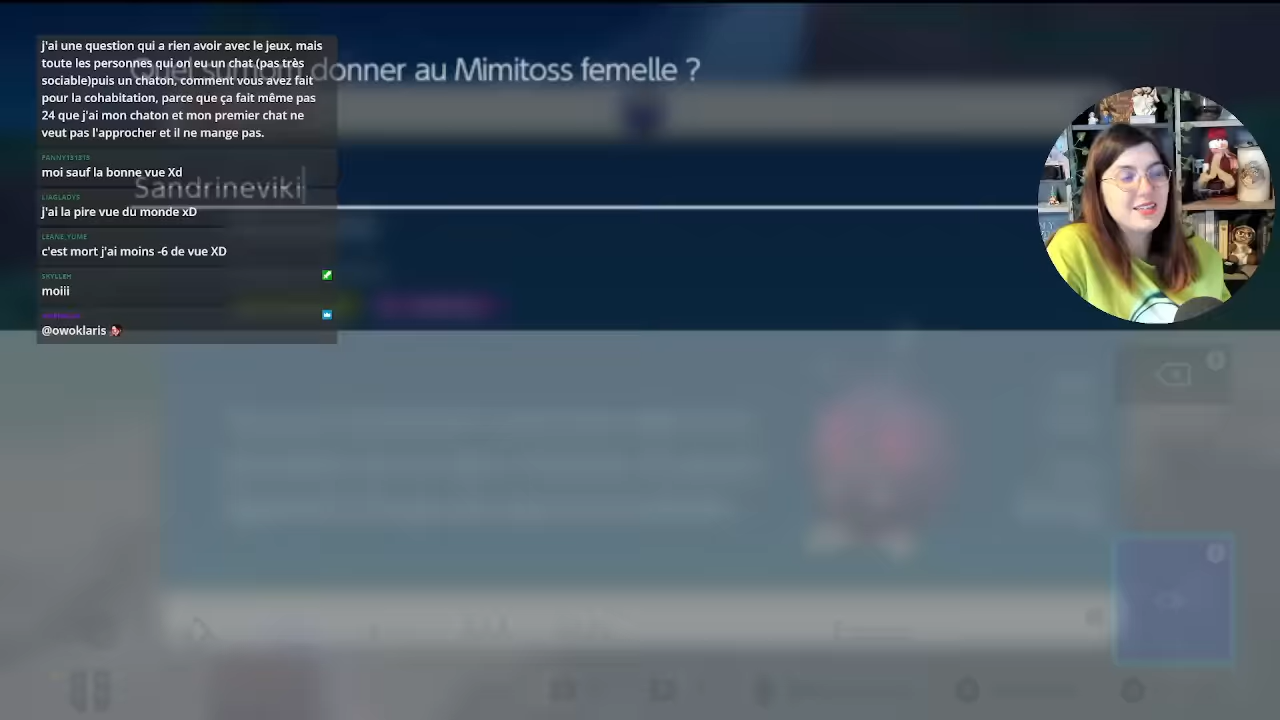 j'ai une question qui a rien avoir avec le jeux, mais
toute les personnes qui on eu un chat (pas très
sociable)puis un chaton, comment vous avez fait
pour la cohabitation, parce que ça fait même pas
24 que j'ai mon chaton et mon premier chat ne
veut pas l'approcher et il ne mange pas.
donner au Mimitoss femelle ?
FANNY151515
moi sauf la bonne vue Xd
Sandrineviki
LIAGLADYS
j'ai la pire vue du monde xD
LEANE_YUME
c'est mort j'ai moins -6 de vue XD
SKYLLEH
moiii
@owoklaris